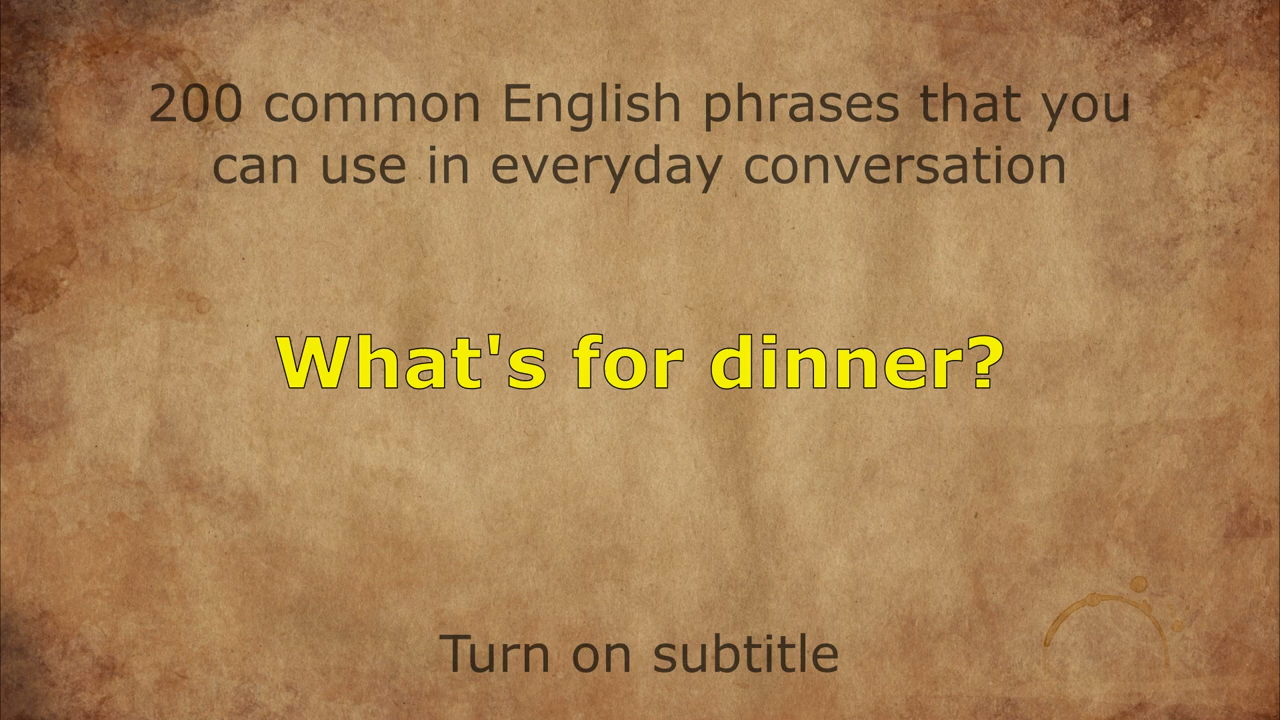 200 common English phrases that you
can use in everyday conversation
What's for dinner?
Turn on subtitle